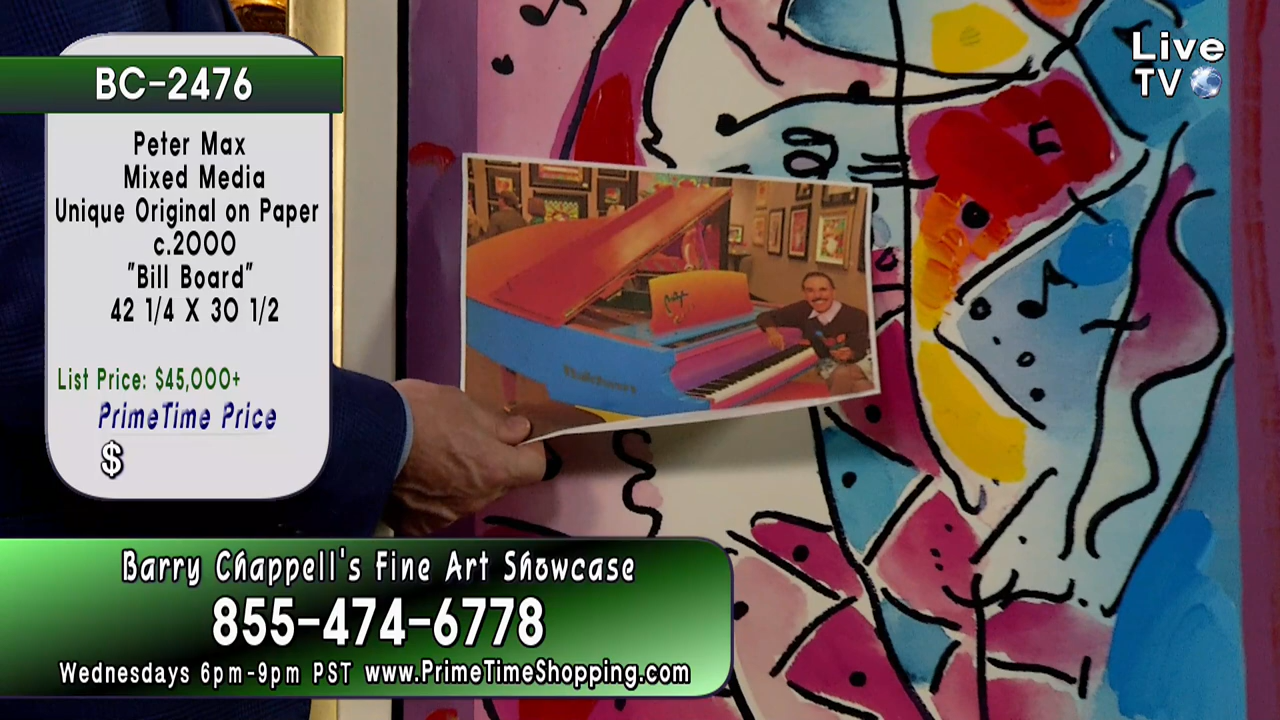 BC-2476
Peter Max
Mixed Media
Unique Original on Paper
c.2000
"Bill Board"
42 1/4 X 30 1/2
List Price: $45,000+
PrimeTime Price
$
Live
TV
Baldwin
Barry Chappell's Fine Art Showcase
855-474-6778
Wednesdays 6pm-9pm PST www.PrimeTimeShopping.com